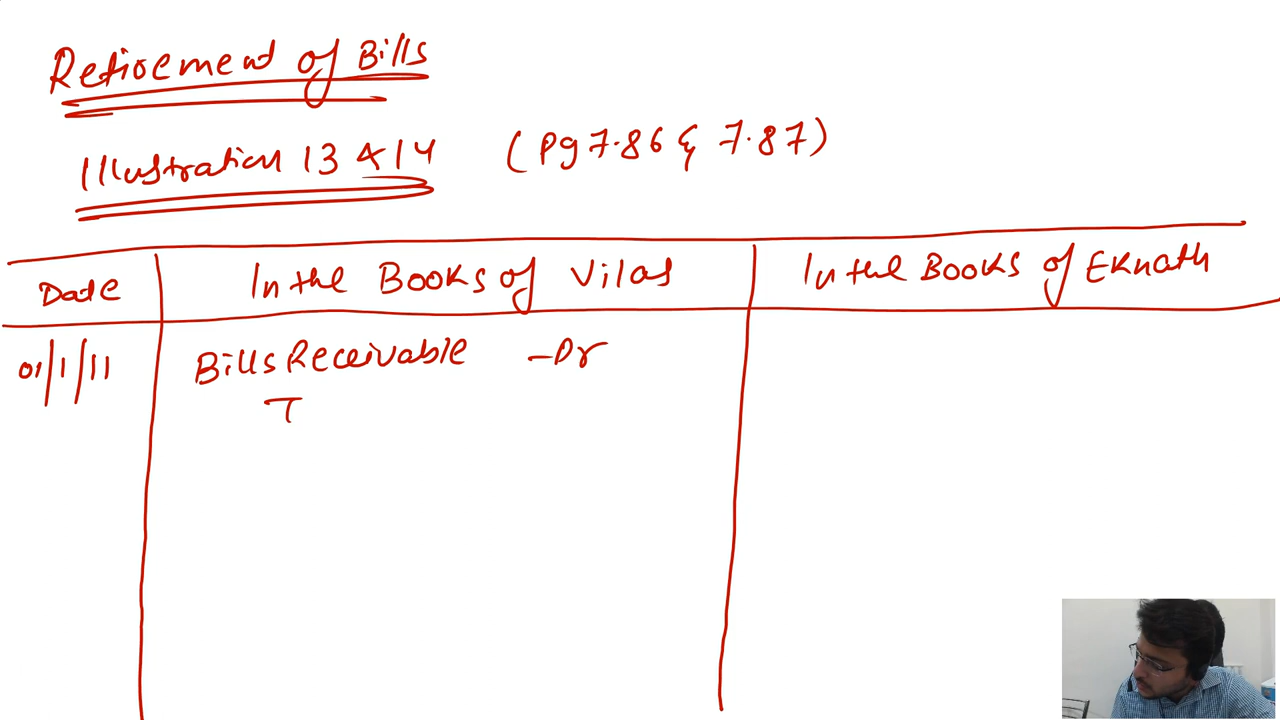 Retirement of Bills
Illustration 13 & 14 (Pg 7.86 & 7.87)
Date In the Books of Vilas In the Books of Eknath
01/1/11 Bills Receivable -Dr
T